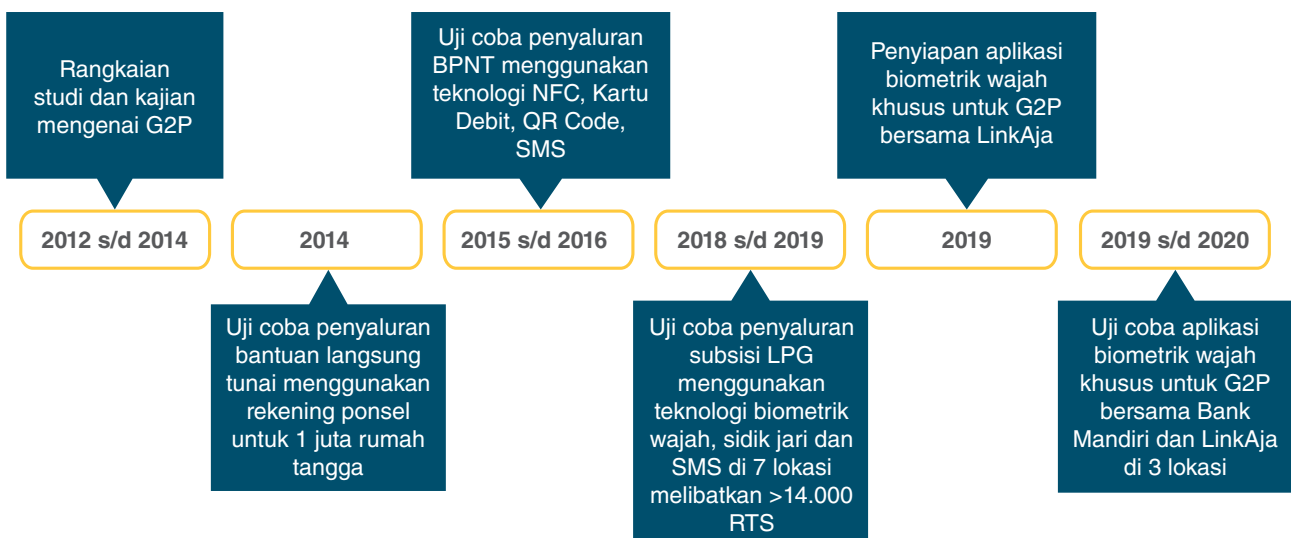 Rangkaian
studi dan kajian
mengenai G2P
Uji coba penyaluran
BPNT menggunakan
teknologi NFC, Kartu
Debit, QR Code,
SMS
Penyiapan aplikasi
biometrik wajah
khusus untuk G2P
bersama LinkAja
2012 s/d 2014
2014
2015 s/d 2016
2018 s/d 2019
2019
2019 s/d 2020
Uji coba penyaluran
bantuan langsung
tunai menggunakan
rekening ponsel
untuk 1 juta rumah
tangga
Uji coba penyaluran
subsisi LPG
menggunakan
teknologi biometrik
wajah, sidik jari dan
SMS di 7 lokasi
melibatkan >14.000
RTS
Uji coba aplikasi
biometrik wajah
khusus untuk G2P
bersama Bank
Mandiri dan LinkAja
di 3 lokasi